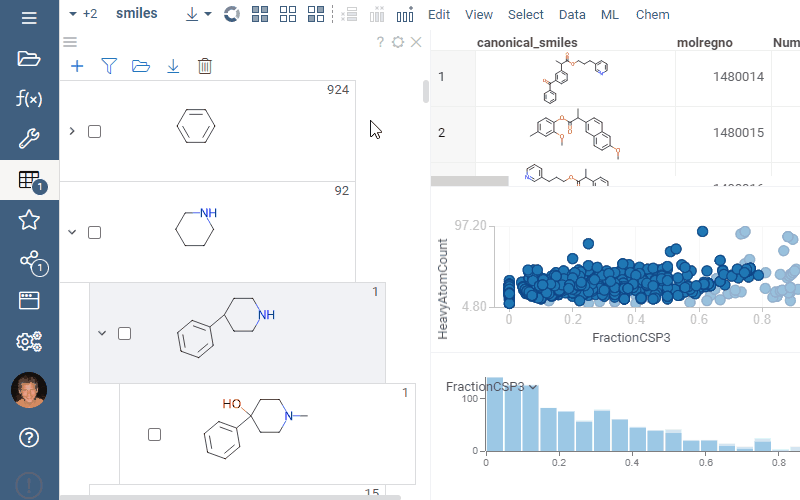 +2 smiles Edit View Select Data ML Chem
f(x)
1
1
?
?
924
92
NH
1
NH
1
HO
N
15
canonical_smiles molregno Num
1 1480014
2 1480015
HeavyAtomCount
97.20
4.80
0 0.2 0.4 0.6 0.8
FractionCSP3
FractionCSP3
100
0
0 0.2 0.4 0.6 0.8